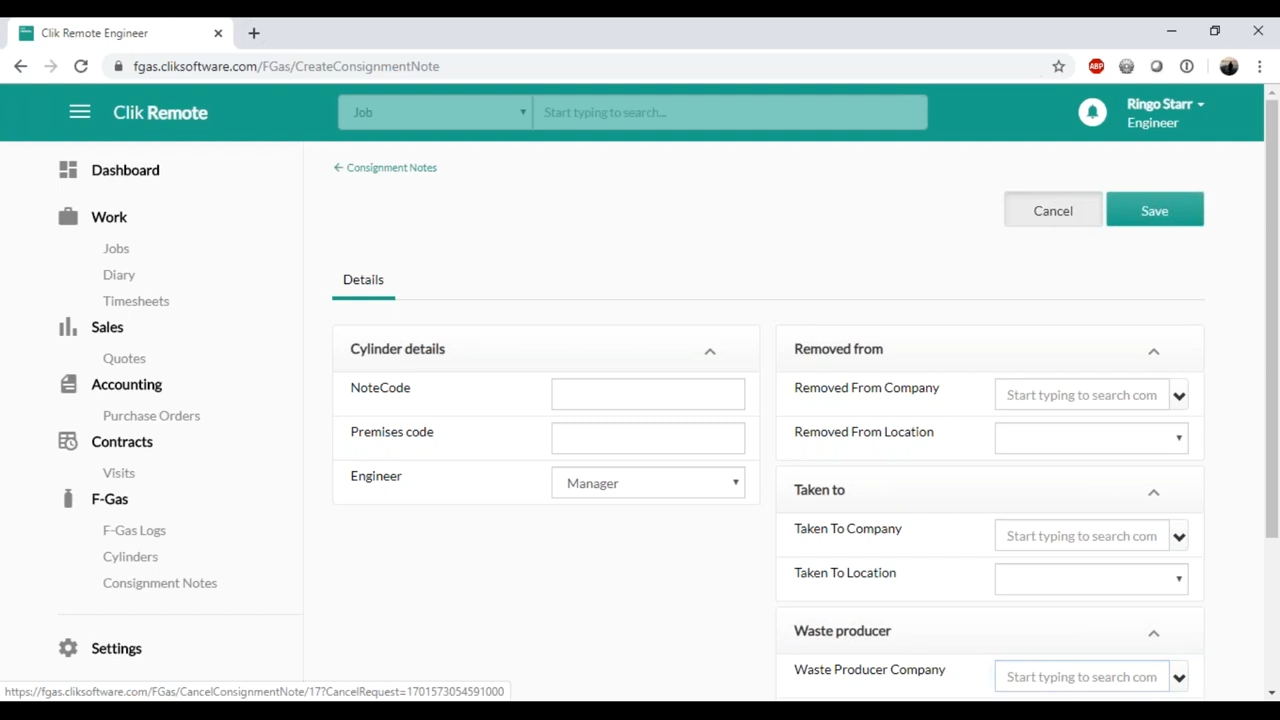 Clik Remote Engineer
fgas.cliksoftware.com/FGas/CreateConsignmentNote
ABP
Clik Remote
Job
Start typing to search...
Ringo Starr
Engineer
Dashboard
Work
Jobs
Diary
Timesheets
Sales
Quotes
Accounting
Purchase Orders
Contracts
Visits
F-Gas
F-Gas Logs
Cylinders
Consignment Notes
Settings
← Consignment Notes
Cancel
Save
Details
Cylinder details
NoteCode
Premises code
Engineer
Manager
Removed from
Removed From Company
Start typing to search com
Removed From Location
Taken to
Taken To Company
Start typing to search com
Taken To Location
Waste producer
Waste Producer Company
Start typing to search com
https://fgas.cliksoftware.com/FGas/CancelConsignmentNote/17?CancelRequest=1701573054591000